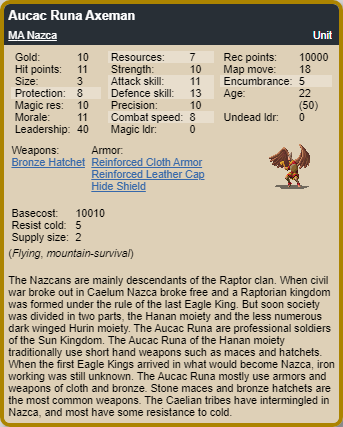 Aucac Runa Axeman
MA Nazca Unit
Gold: 10 Resources: 7 Rec points: 10000
Hit points: 11 Strength: 10 Map move: 18
Size: 3 Attack skill: 11 Encumbrance: 5
Protection: 8 Defence skill: 13 Age: 22
Magic res: 10 Precision: 10 (50)
Morale: 11 Combat speed: 8 Undead ldr: 0
Leadership: 40 Magic ldr: 0
Weapons: Armor:
Bronze Hatchet Reinforced Cloth Armor
Reinforced Leather Cap
Hide Shield
Basecost: 10010
Resist cold: 5
Supply size: 2
(Flying, mountain-survival)
The Nazcans are mainly descendants of the Raptor clan. When civil
war broke out in Caelum Nazca broke free and a Raptorian kingdom
was formed under the rule of the last Eagle King. But soon society
was divided in two parts, the Hanan moiety and the less numerous
dark winged Hurin moiety. The Aucac Runa are professional soldiers
of the Sun Kingdom. The Aucac Runa of the Hanan moiety
traditionally use short hand weapons such as maces and hatchets.
When the first Eagle Kings arrived in what would become Nazca, iron
working was still unknown. The Aucac Runa mostly use armors and
weapons of cloth and bronze. Stone maces and bronze hatchets are
the most common weapons. The Caelian tribes have intermingled in
Nazca, and most have some resistance to cold.